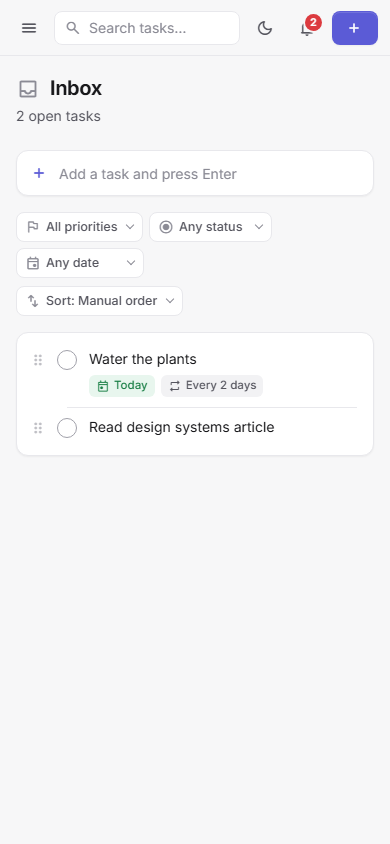 Search tasks...
2
Inbox
2 open tasks
Add a task and press Enter
All priorities
Any status
Any date
Sort: Manual order
Water the plants
Today
Every 2 days
Read design systems article